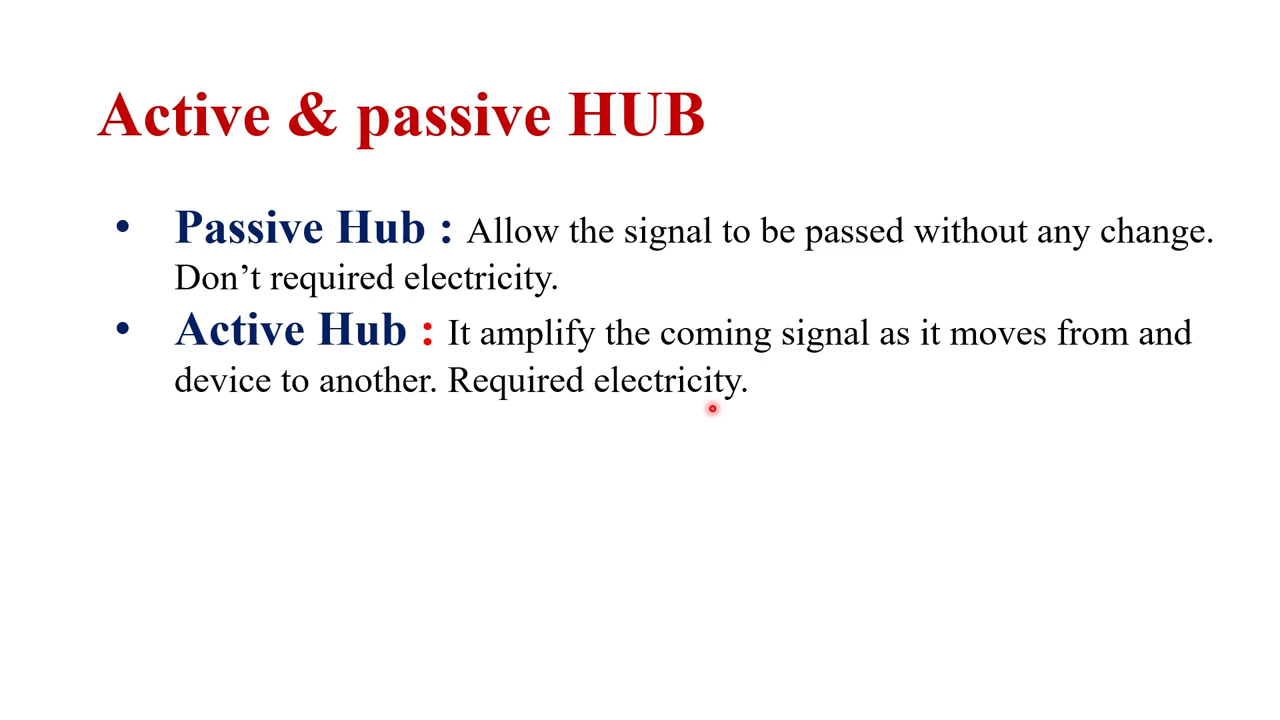 Active & passive HUB
• Passive Hub : Allow the signal to be passed without any change.
Don’t required electricity.
• Active Hub : It amplify the coming signal as it moves from and
device to another. Required electricity.